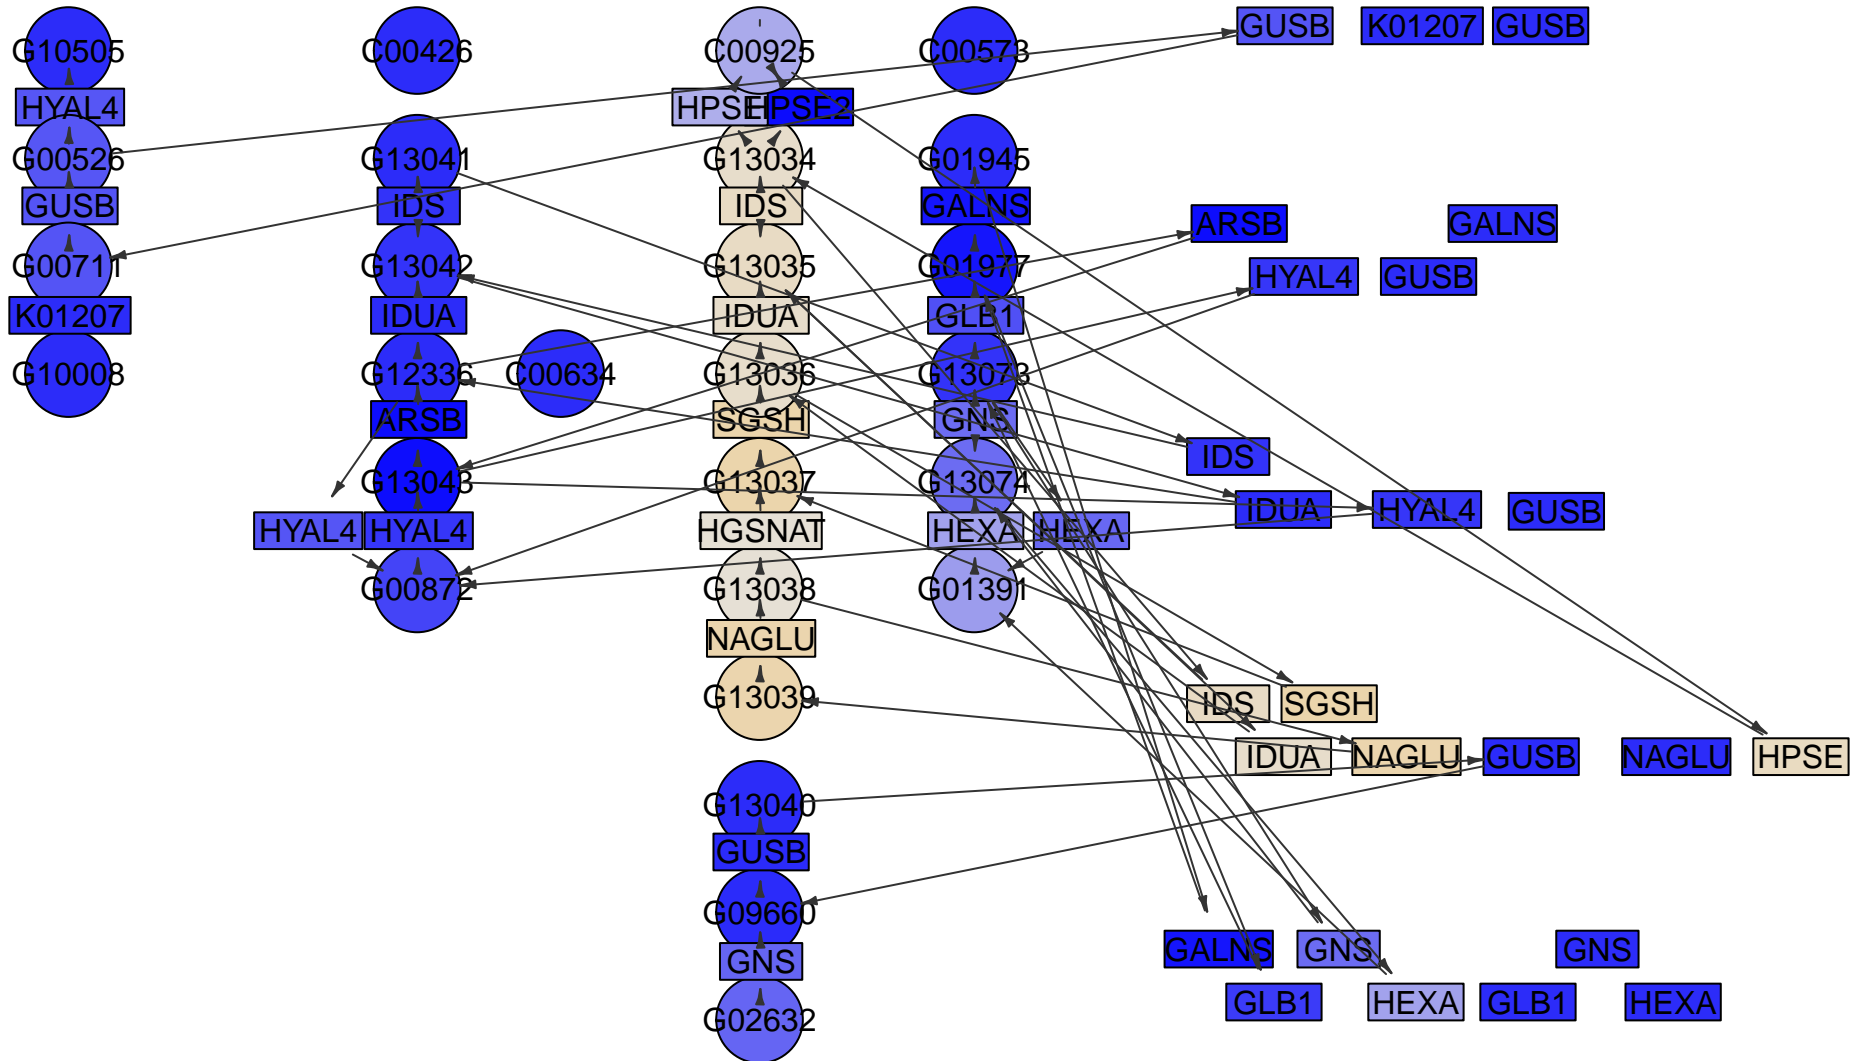 G10505 C00426 C00925 C00573 GUSB K01207 GUSB
HYAL4 HPSE HPSE2
G00526 G13041 G13034 G01945
GUSB IDS IDS GALNS ARSB GALNS
G00711 G13042 G13035 G01977 HYAL4 GUSB
K01207 IDUA IDUA GLB1
G10008 G12336 C00634 G13036 G13073
ARSB SGSH GNS IDS
G13043 G13037 G13074 IDUA HYAL4 GUSB
HYAL4 HYAL4 HGSNAT HEXA HEXA
G00872 G13038 G01391
NAGLU
G13039 IDS SGSH
IDUA NAGLU GUSB NAGLU HPSE
G13040
GUSB
G09660 GALNS GNS GNS
GNS
G02632 GLB1 HEXA GLB1 HEXA